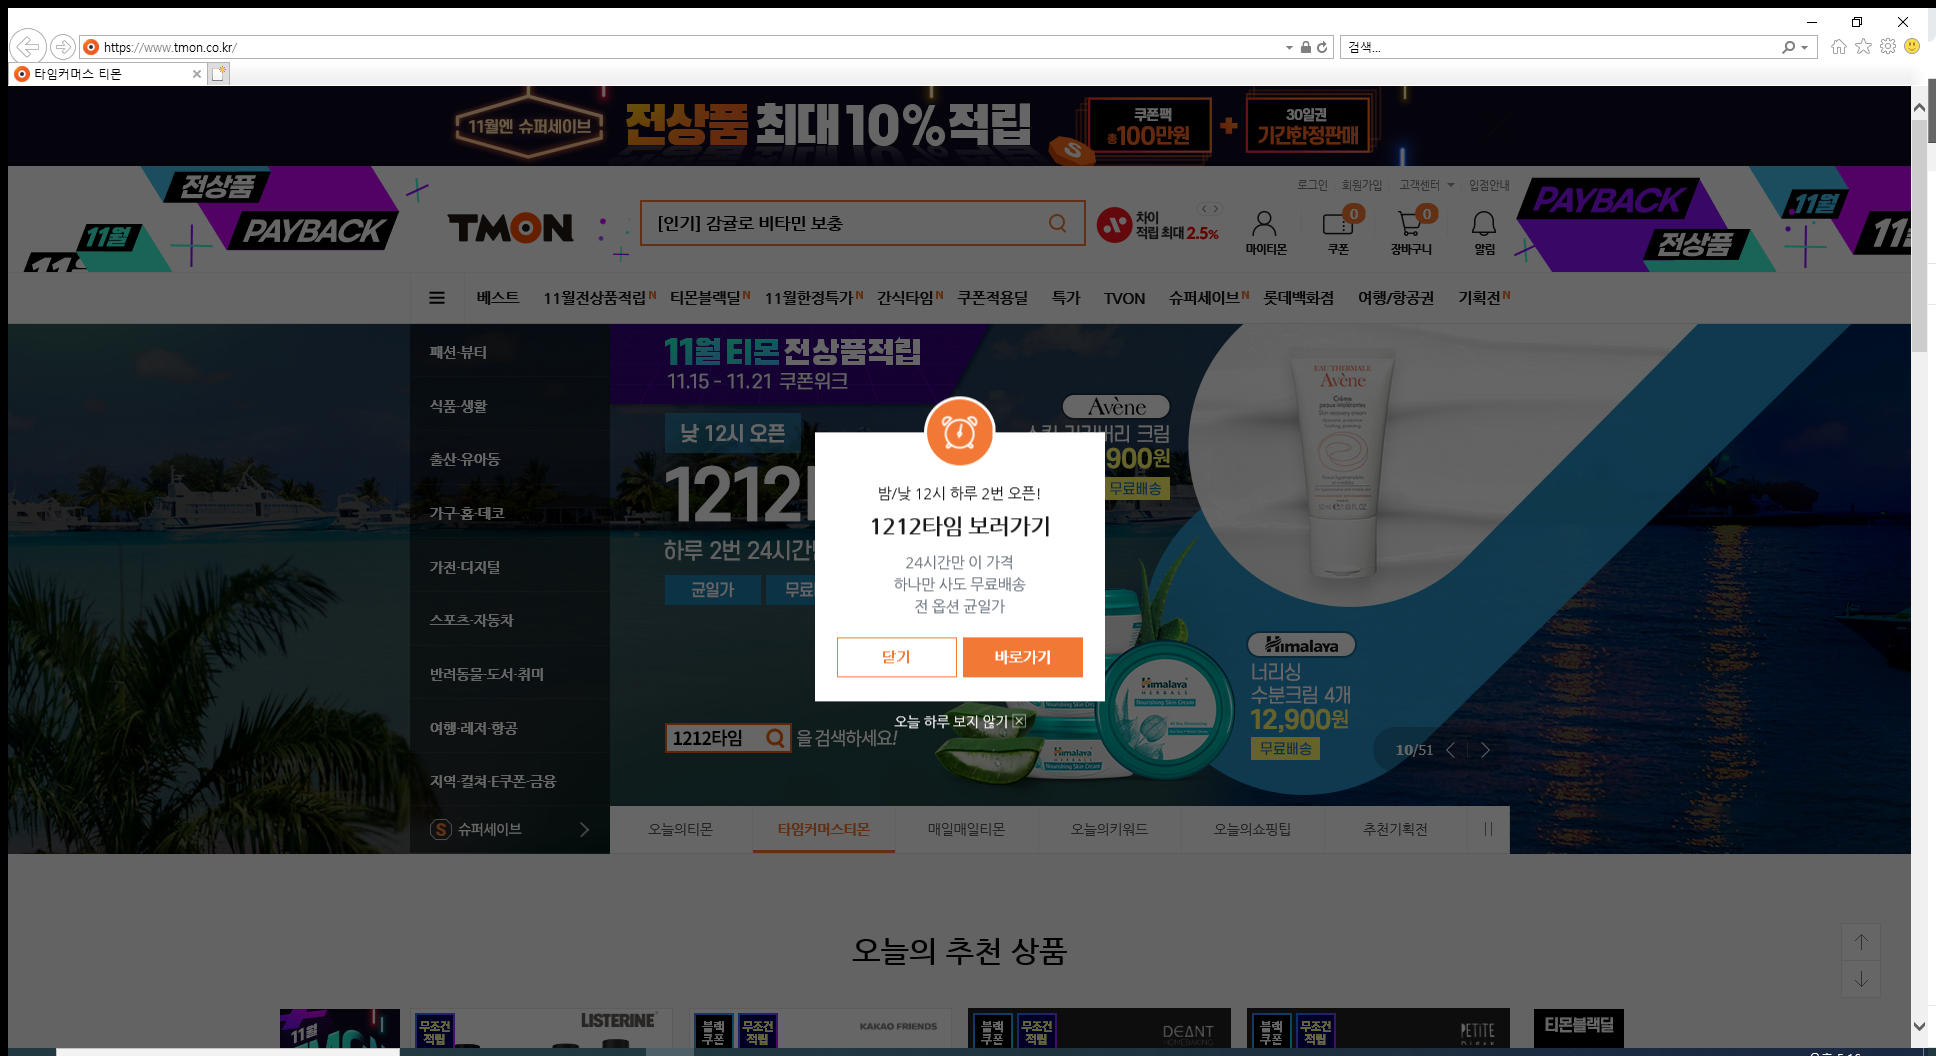 https://www.tmon.co.kr/
검색...
타임커머스 티몬
11월엔 슈퍼세이브
전상품 최대 10% 적립
쿠폰팩
총 100만원
+
30일권
기간한정판매
전상품
PAYBACK
11월
로그인
회원가입
고객센터
입점안내
TMON
[인기] 감귤로 비타민 보충
차이
적립 최대 2.5%
마이티몬
0
쿠폰
0
장바구니
알림
PAYBACK
전상품
11월
베스트
11월전상품적립 N
티몬블랙딜 N
11월한정특가 N
간식타임 N
쿠폰적용딜
특가
TVON
슈퍼세이브 N
롯데백화점
여행/항공권
기획전 N
패션·뷰티
식품·생활
출산·유아동
가구·홈·데코
가전·디지털
스포츠·자동차
반려동물·도서·취미
여행·레저·항공
지역·컬쳐·E쿠폰·금융
S 슈퍼세이브
11월 티몬 전상품적립
11.15 - 11.21 쿠폰위크
낮 12시 오픈
1212
하루 2번 24시간
균일가
무료
1212타임
을 검색하세요!
Avène
크림
900원
무료배송
EAU THERMALE
Avène
Himalaya
HERBALS
Nourishing Skin Cream
Himalaya
너리싱
수분크림 4개
12,900원
무료배송
10/51
밤/낮 12시 하루 2번 오픈!
1212타임 보러가기
24시간만 이 가격
하나만 사도 무료배송
전 옵션 균일가
닫기
바로가기
오늘 하루 보지 않기
오늘의티몬
타임커머스티몬
매일매일티몬
오늘의키워드
오늘의쇼핑팁
추천기획전
오늘의 추천 상품
11월
무조건
적립
LISTERINE
블랙
쿠폰
무조건
적립
KAKAO FRIENDS
블랙
쿠폰
무조건
적립
DEANT
HOMEBAKING
블랙
쿠폰
무조건
적립
PETITE
티몬블랙딜